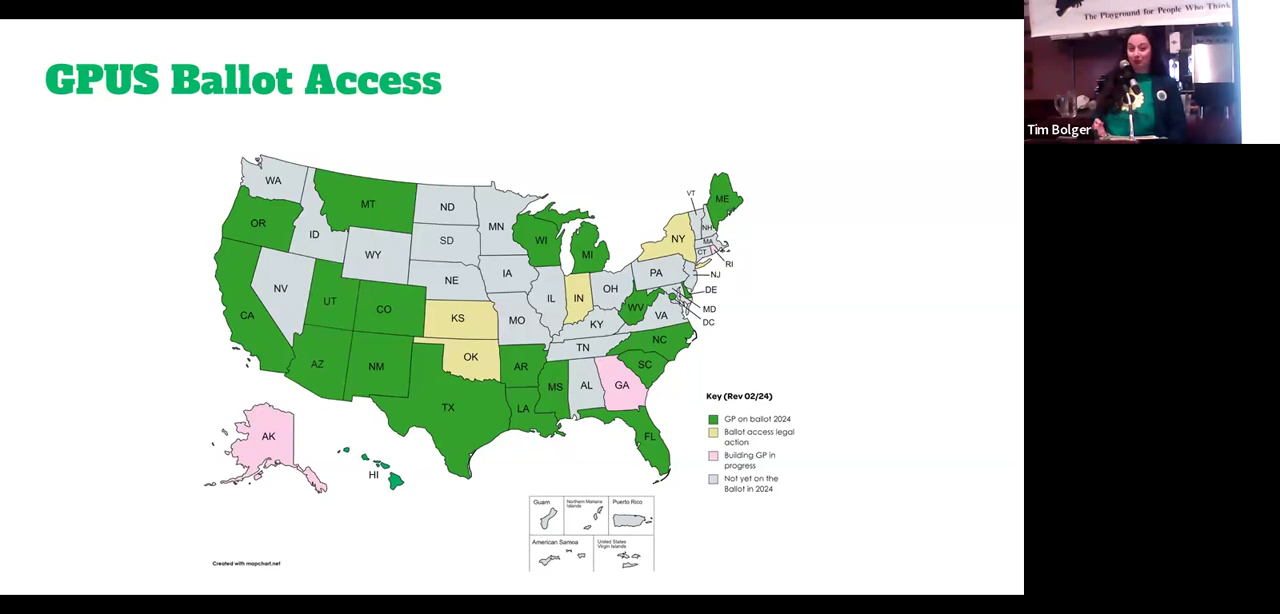 GPUS Ballot Access
The Playground for People Who Think
Tim Bolger
WA
MT
ND
MN
OR
ID
SD
WI
MI
NY
VT
ME
NH
MA
CT
RI
WY
NV
NE
IA
PA
NJ
UT
CO
IL
IN
OH
DE
CA
KS
MO
KY
WV
VA
MD
DC
AZ
NM
OK
AR
TN
NC
SC
TX
LA
MS
AL
GA
FL
AK
HI
Key (Rev 02/24)
GP on ballot 2024
Ballot access legal
action
Building GP in
progress
Not yet on the
Ballot in 2024
Guam
Northern Mariana
Islands
Puerto Rico
American Samoa
United States
Virgin Islands
Created with mapchart.net